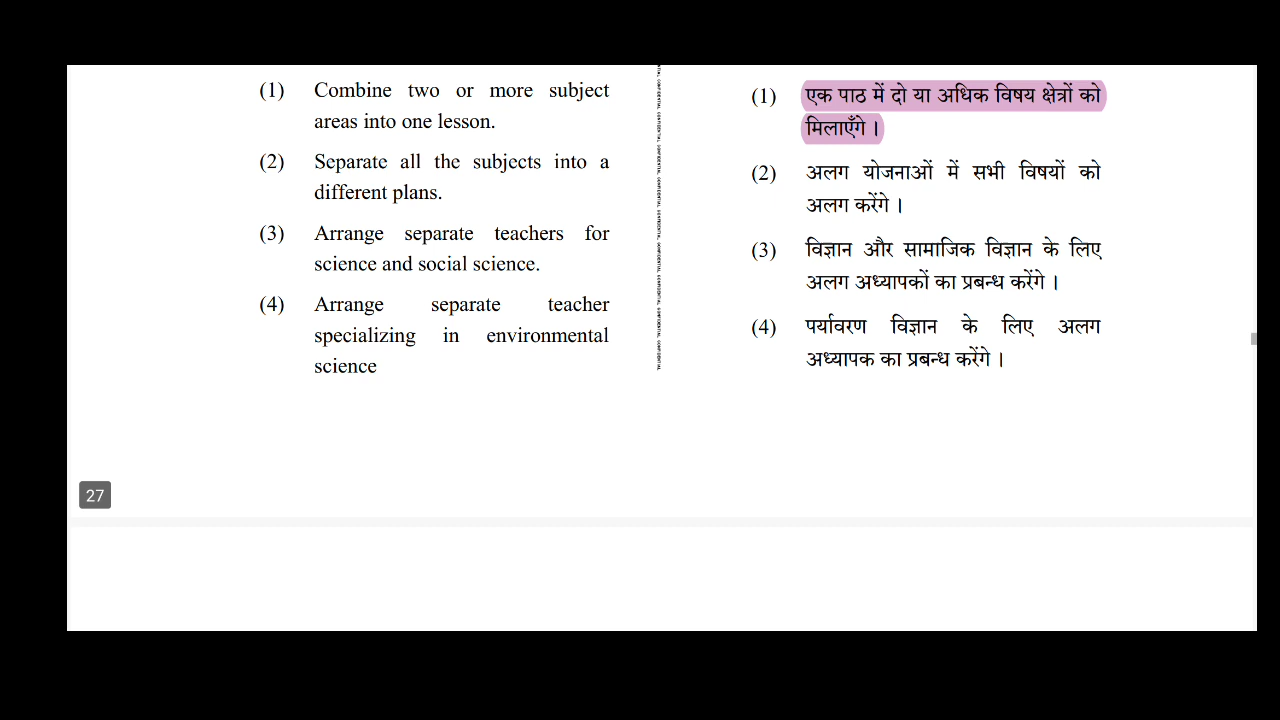 (1) Combine two or more subject
areas into one lesson.
(2) Separate all the subjects into a
different plans.
(3) Arrange separate teachers for
science and social science.
(4) Arrange separate teacher
specializing in environmental
science
(1) एक पाठ में दो या अधिक विषय क्षेत्रों को
मिलाएँगे ।
(2) अलग योजनाओं में सभी विषयों को
अलग करेंगे ।
(3) विज्ञान और सामाजिक विज्ञान के लिए
अलग अध्यापकों का प्रबन्ध करेंगे ।
(4) पर्यावरण विज्ञान के लिए अलग
अध्यापक का प्रबन्ध करेंगे ।
27